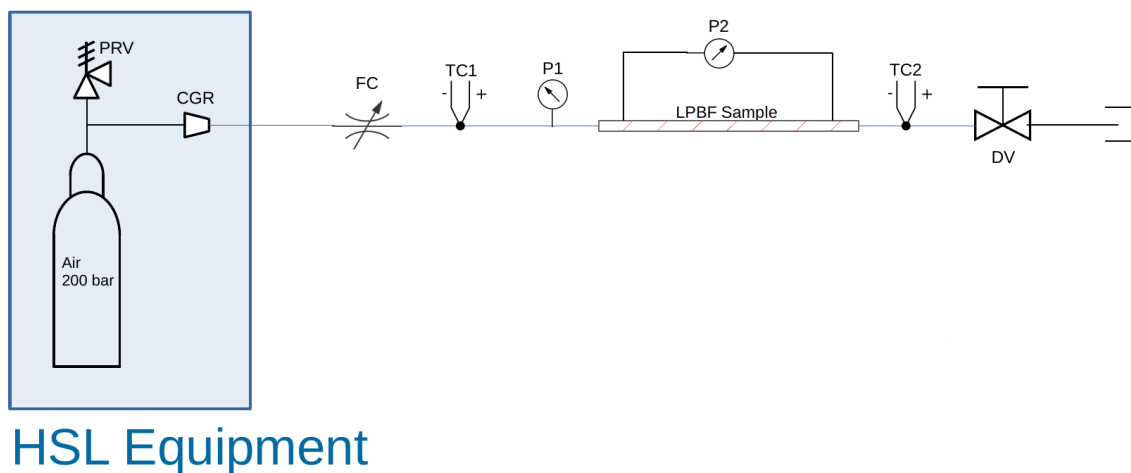 PRV
CGR
FC
TC1
- +
P1
P2
LPBF Sample
TC2
- +
DV
Air
200 bar
HSL Equipment